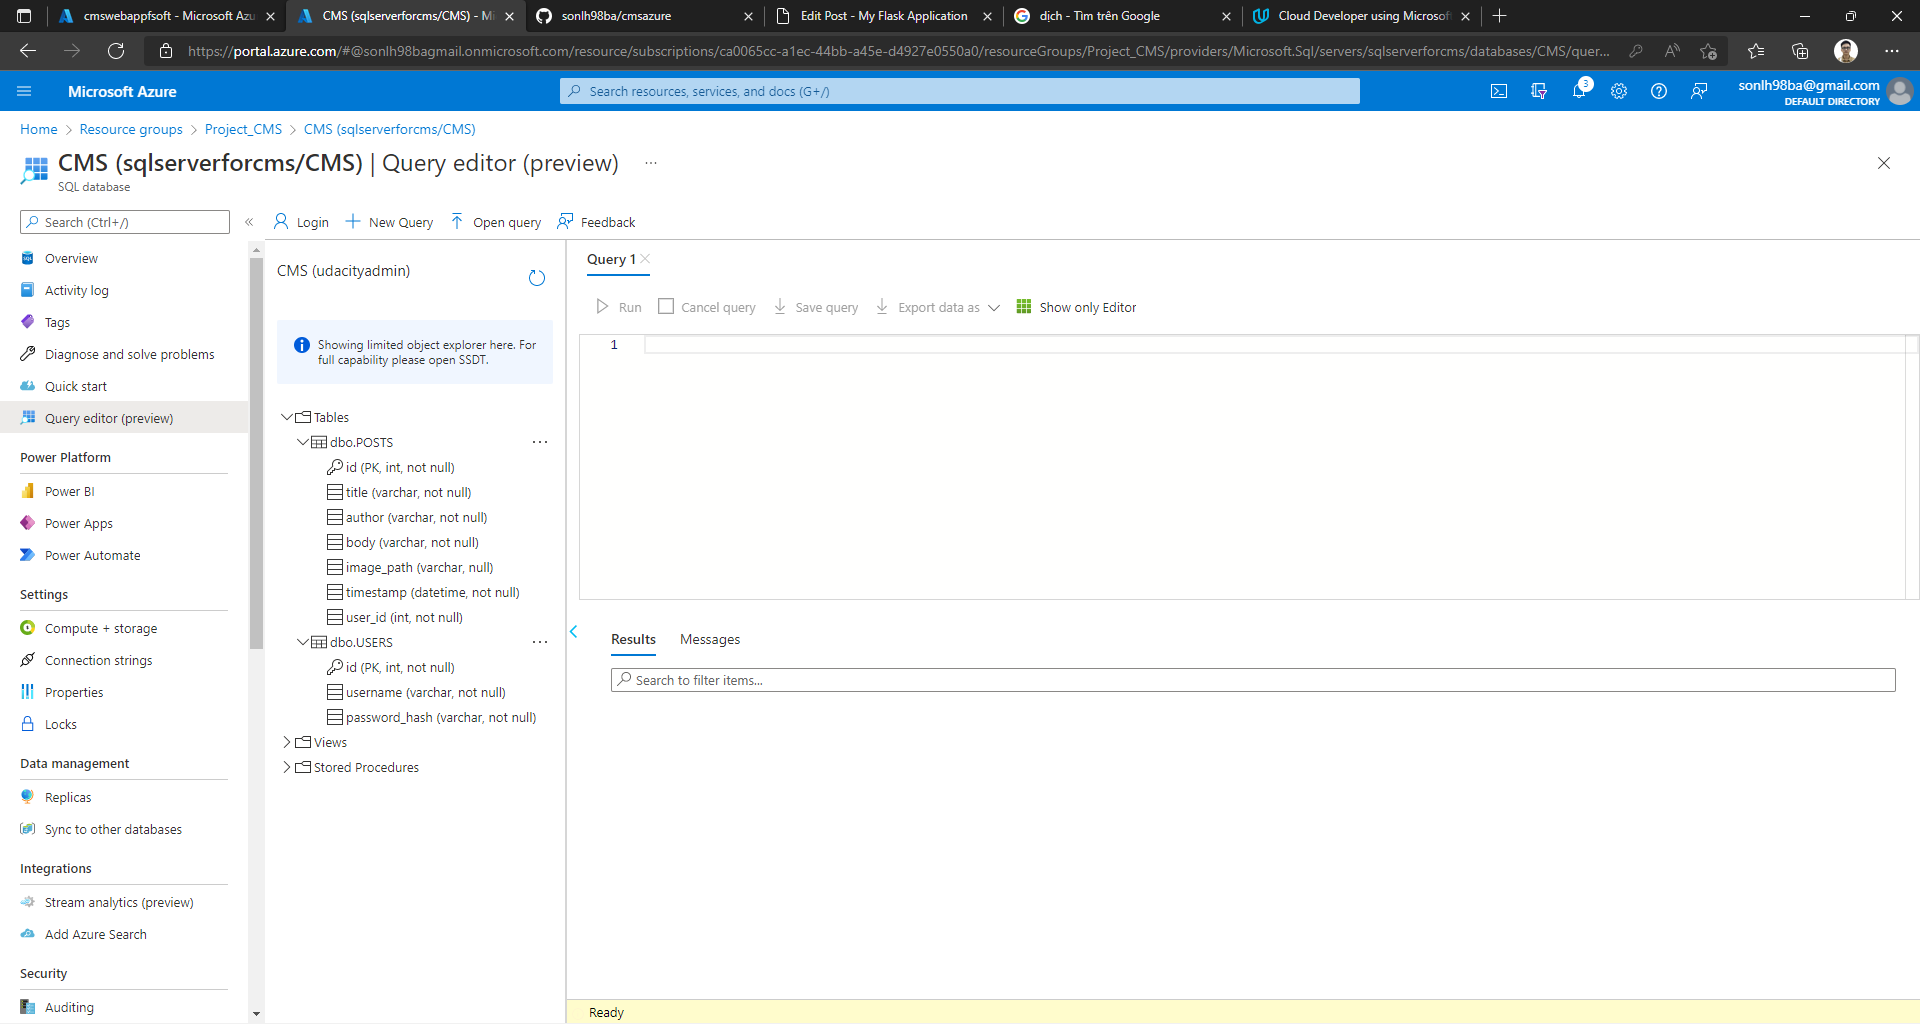 cmswebappfsoft - Microsoft Azu
CMS (sqlserverforcms/CMS) - Mi
sonlh98ba/cmsazure
Edit Post - My Flask Application
dịch - Tìm trên Google
Cloud Developer using Microsof
https://portal.azure.com/#@sonlh98bagmail.onmicrosoft.com/resource/subscriptions/ca0065cc-a1ec-44bb-a45e-d4927e0550a0/resourceGroups/Project_CMS/providers/Microsoft.Sql/servers/sqlserverforcms/databases/CMS/quer...
Microsoft Azure
Search resources, services, and docs (G+/)
3
sonlh98ba@gmail.com
DEFAULT DIRECTORY
Home > Resource groups > Project_CMS > CMS (sqlserverforcms/CMS)
CMS (sqlserverforcms/CMS) | Query editor (preview) ...
SQL database
Search (Ctrl+/)
Login
New Query
Open query
Feedback
Overview
Activity log
Tags
Diagnose and solve problems
Quick start
Query editor (preview)
Power Platform
Power BI
Power Apps
Power Automate
Settings
Compute + storage
Connection strings
Properties
Locks
Data management
Replicas
Sync to other databases
Integrations
Stream analytics (preview)
Add Azure Search
Security
Auditing
CMS (udacityadmin)
Showing limited object explorer here. For
full capability please open SSDT.
Tables
dbo.POSTS
id (PK, int, not null)
title (varchar, not null)
author (varchar, not null)
body (varchar, not null)
image_path (varchar, null)
timestamp (datetime, not null)
user_id (int, not null)
dbo.USERS
id (PK, int, not null)
username (varchar, not null)
password_hash (varchar, not null)
Views
Stored Procedures
Query 1
Run
Cancel query
Save query
Export data as
Show only Editor
1
Results
Messages
Search to filter items...
Ready